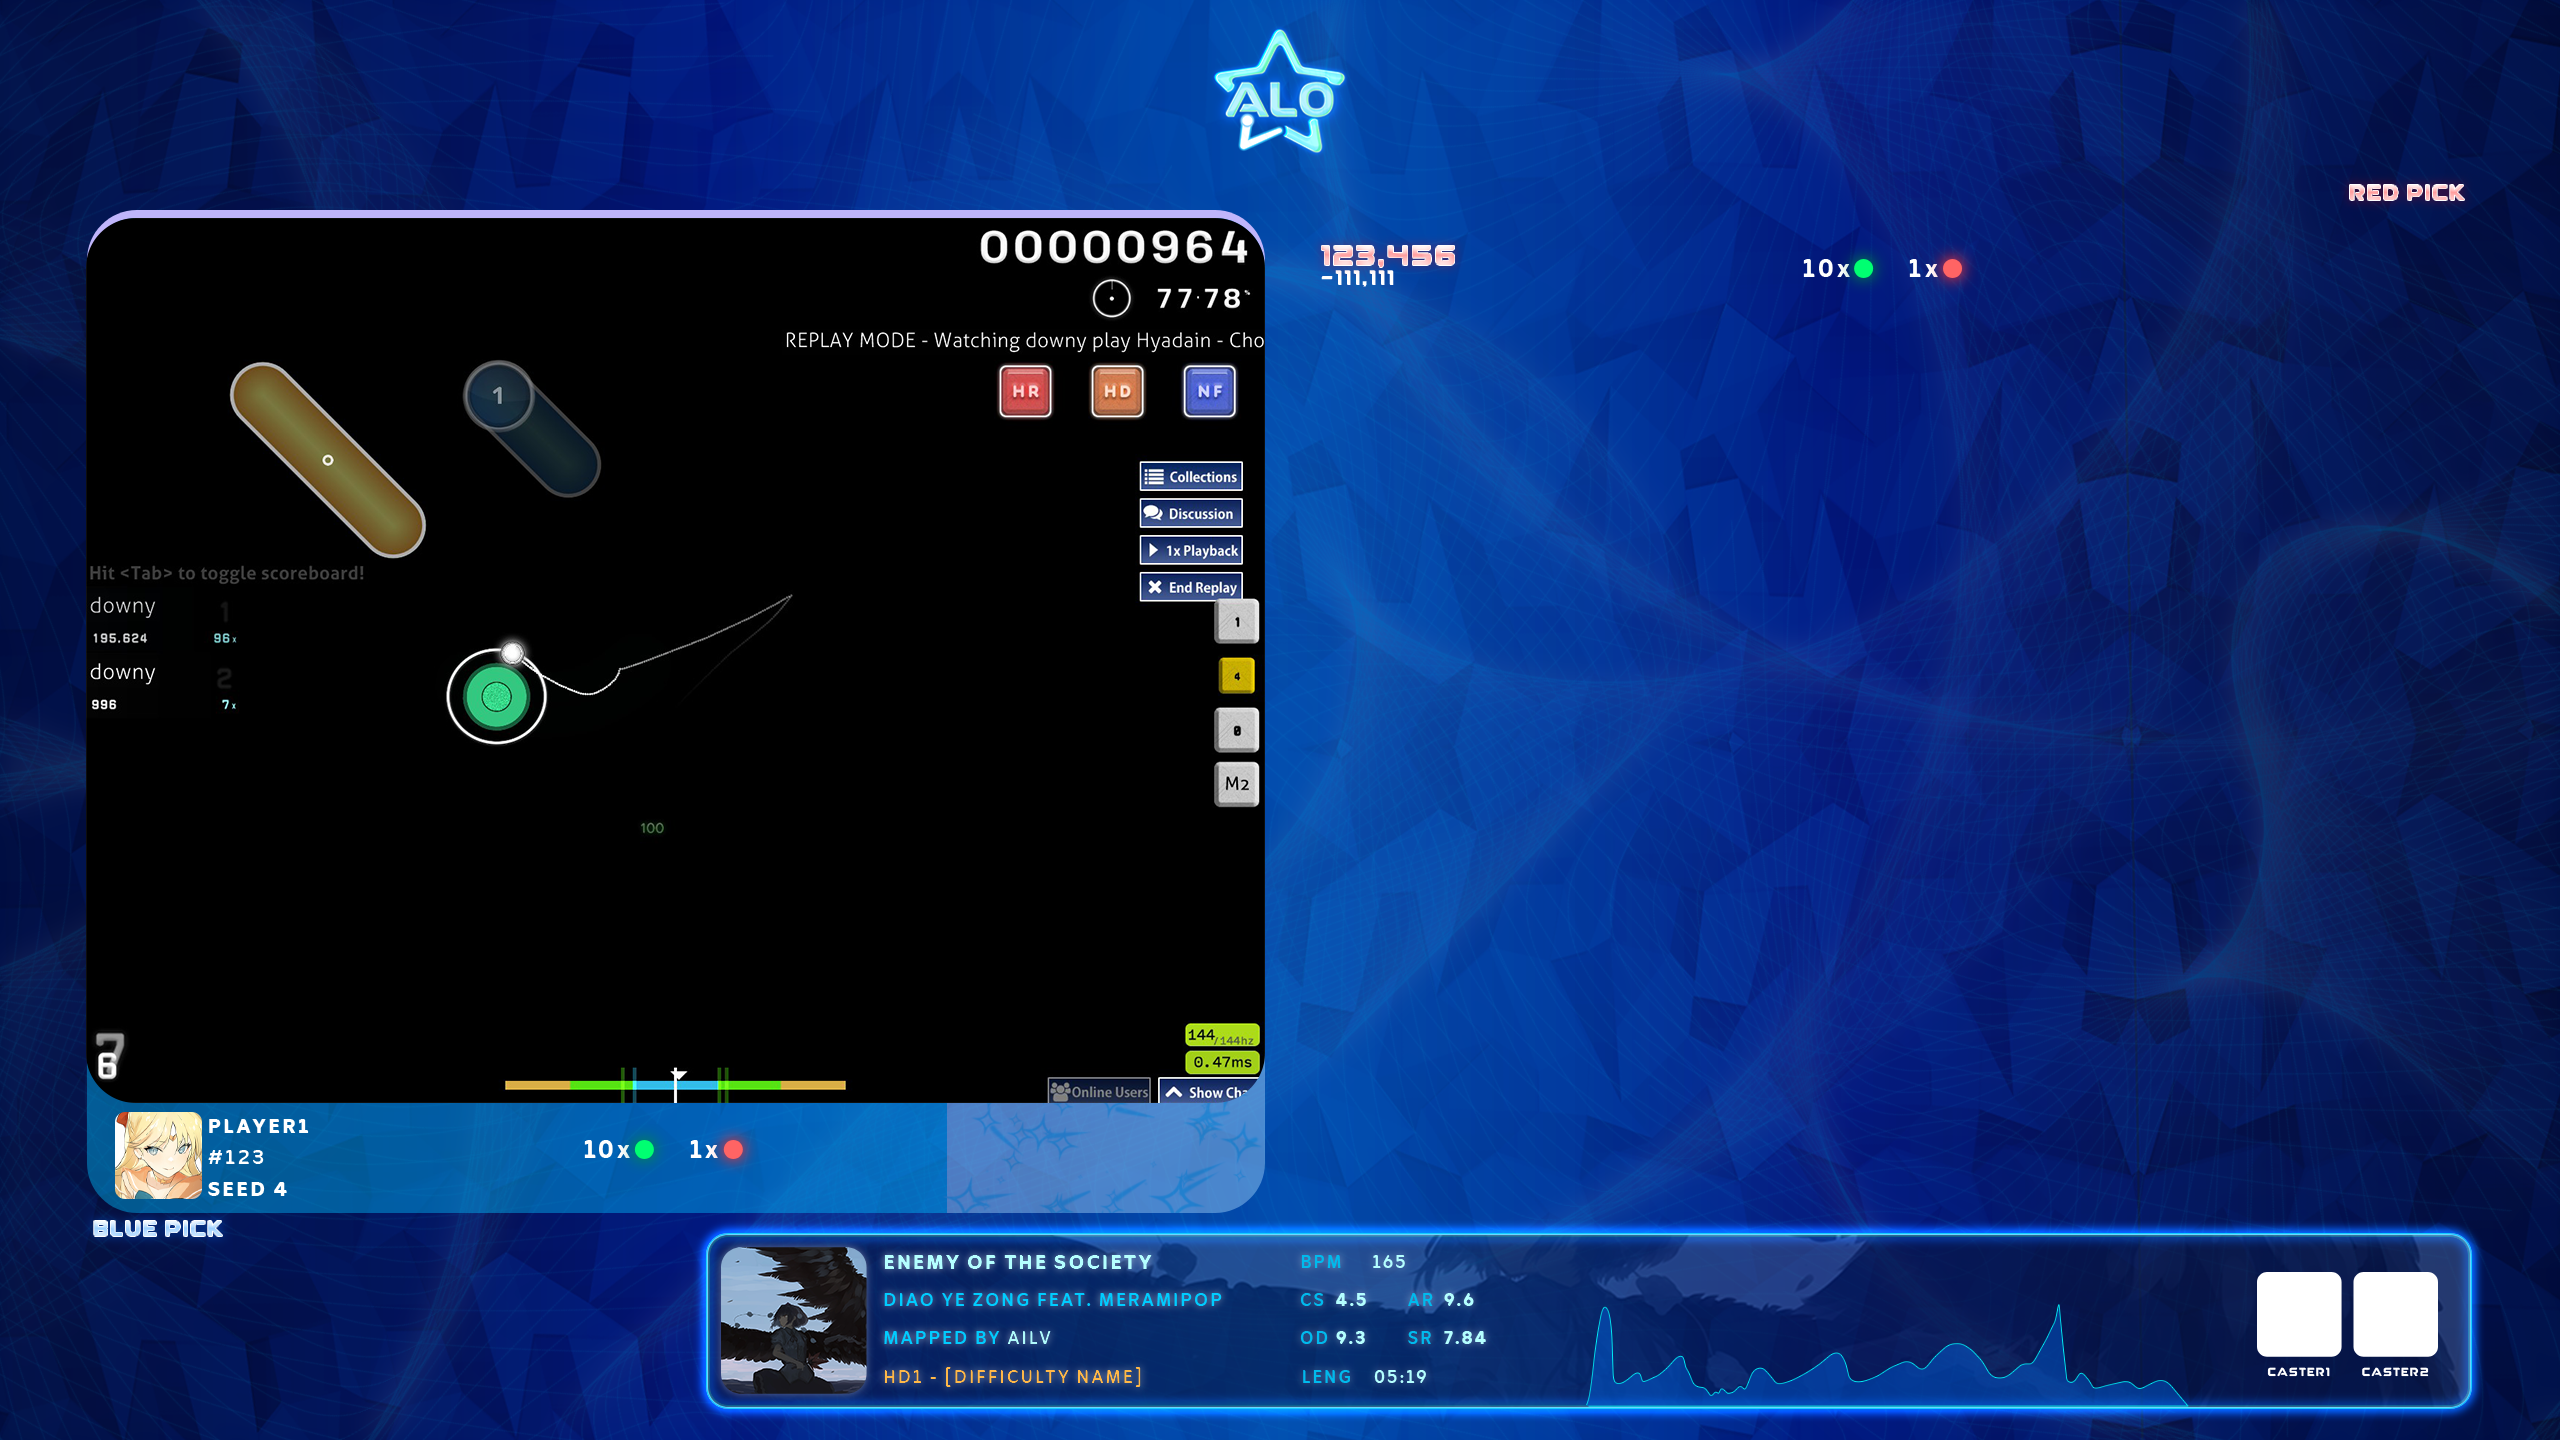 ALO
RED PICK
00000964
77.78%
REPLAY MODE - Watching downy play Hyadain - Cho
HR HD NF
123,456
-111,111
10x 1x
1
Collections
Discussion
1x Playback
End Replay
Hit <Tab> to toggle scoreboard!
downy 1
195.624 96x
downy 2
996 7x
1
4
0
M2
100
144/144hz
0.47ms
6
Online Users
Show Cha
PLAYER1
#123
SEED 4
10x 1x
BLUE PICK
ENEMY OF THE SOCIETY
DIAO YE ZONG FEAT. MERAMIPOP
MAPPED BY AILV
HD1 - [DIFFICULTY NAME]
BPM 165
CS 4.5 AR 9.6
OD 9.3 SR 7.84
LENG 05:19
CASTER1 CASTER2